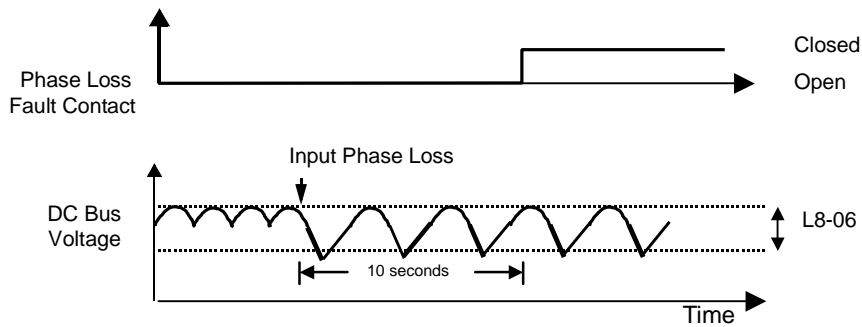 Closed
Phase Loss
Fault Contact
Open
Input Phase Loss
DC Bus
Voltage
L8-06
10 seconds
Time